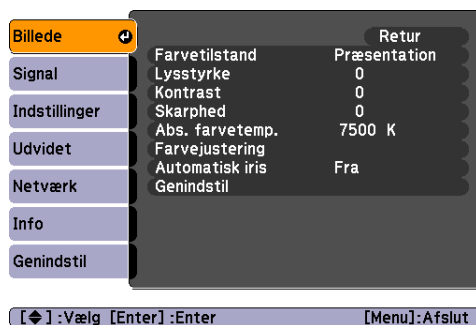 Billede
Signal
Indstillinger
Udvidet
Netværk
Info
Genindstil
Retur
Farvetilstand Præsentation
Lysstyrke 0
Kontrast 0
Skarphed 0
Abs. farvetemp. 7500 K
Farvejustering
Automatisk iris Fra
Genindstil
[◆] :Vælg [Enter] :Enter [Menu]:Afslut